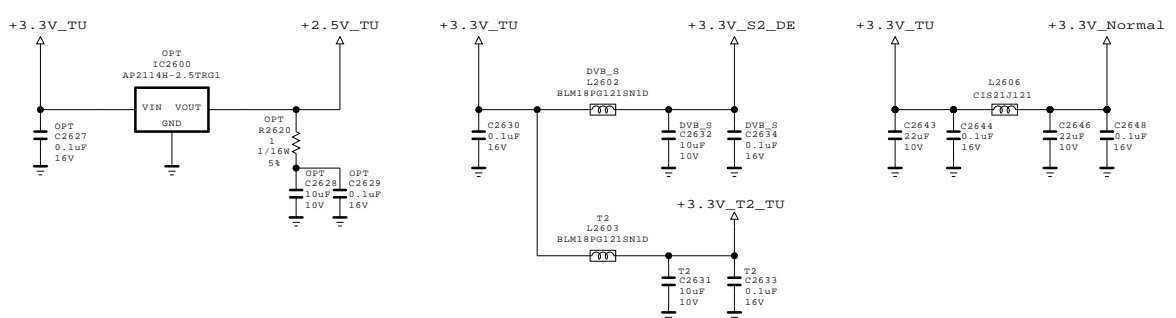 +3.3V_TU
+2.5V_TU
OPT
IC2600
AP2114H-2.5TRG1
VIN VOUT
GND
OPT
C2627
0.1uF
16V
OPT
R2620
1
1/16W
5%
OPT
C2628
10uF
10V
OPT
C2629
0.1uF
16V
+3.3V_TU
+3.3V_S2_DE
DVB_S
L2602
BLM18PG121SN1D
C2630
0.1uF
16V
DVB_S
C2632
10uF
10V
DVB_S
C2634
0.1uF
16V
+3.3V_T2_TU
T2
L2603
BLM18PG121SN1D
T2
C2631
10uF
10V
T2
C2633
0.1uF
16V
+3.3V_TU
+3.3V_Normal
L2606
CIS21J121
C2643
22uF
10V
C2644
0.1uF
16V
C2646
22uF
10V
C2648
0.1uF
16V